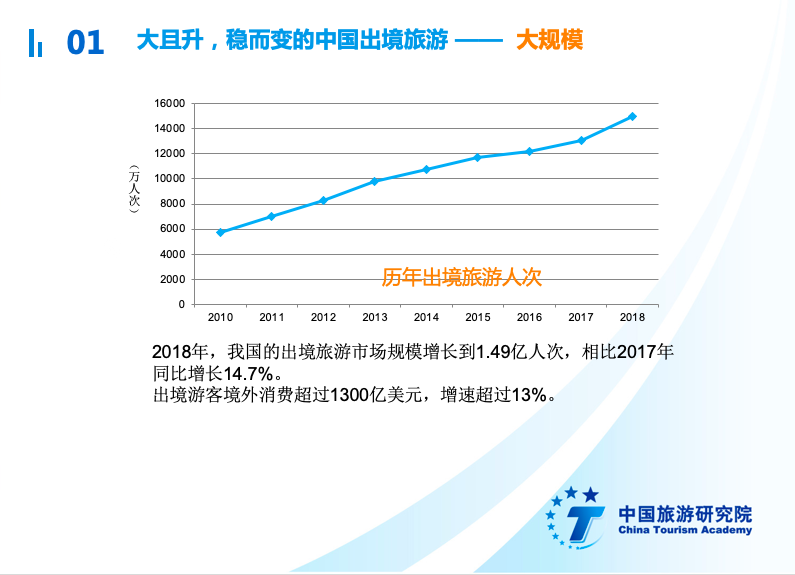 01 大且升，稳而变的中国出境旅游 —— 大规模
16000
14000
12000
10000
8000
6000
4000
2000
0
（万人次）
历年出境旅游人次
2010 2011 2012 2013 2014 2015 2016 2017 2018
2018年，我国的出境旅游市场规模增长到1.49亿人次，相比2017年
同比增长14.7%。
出境游客境外消费超过1300亿美元，增速超过13%。
中国旅游研究院
China Tourism Academy